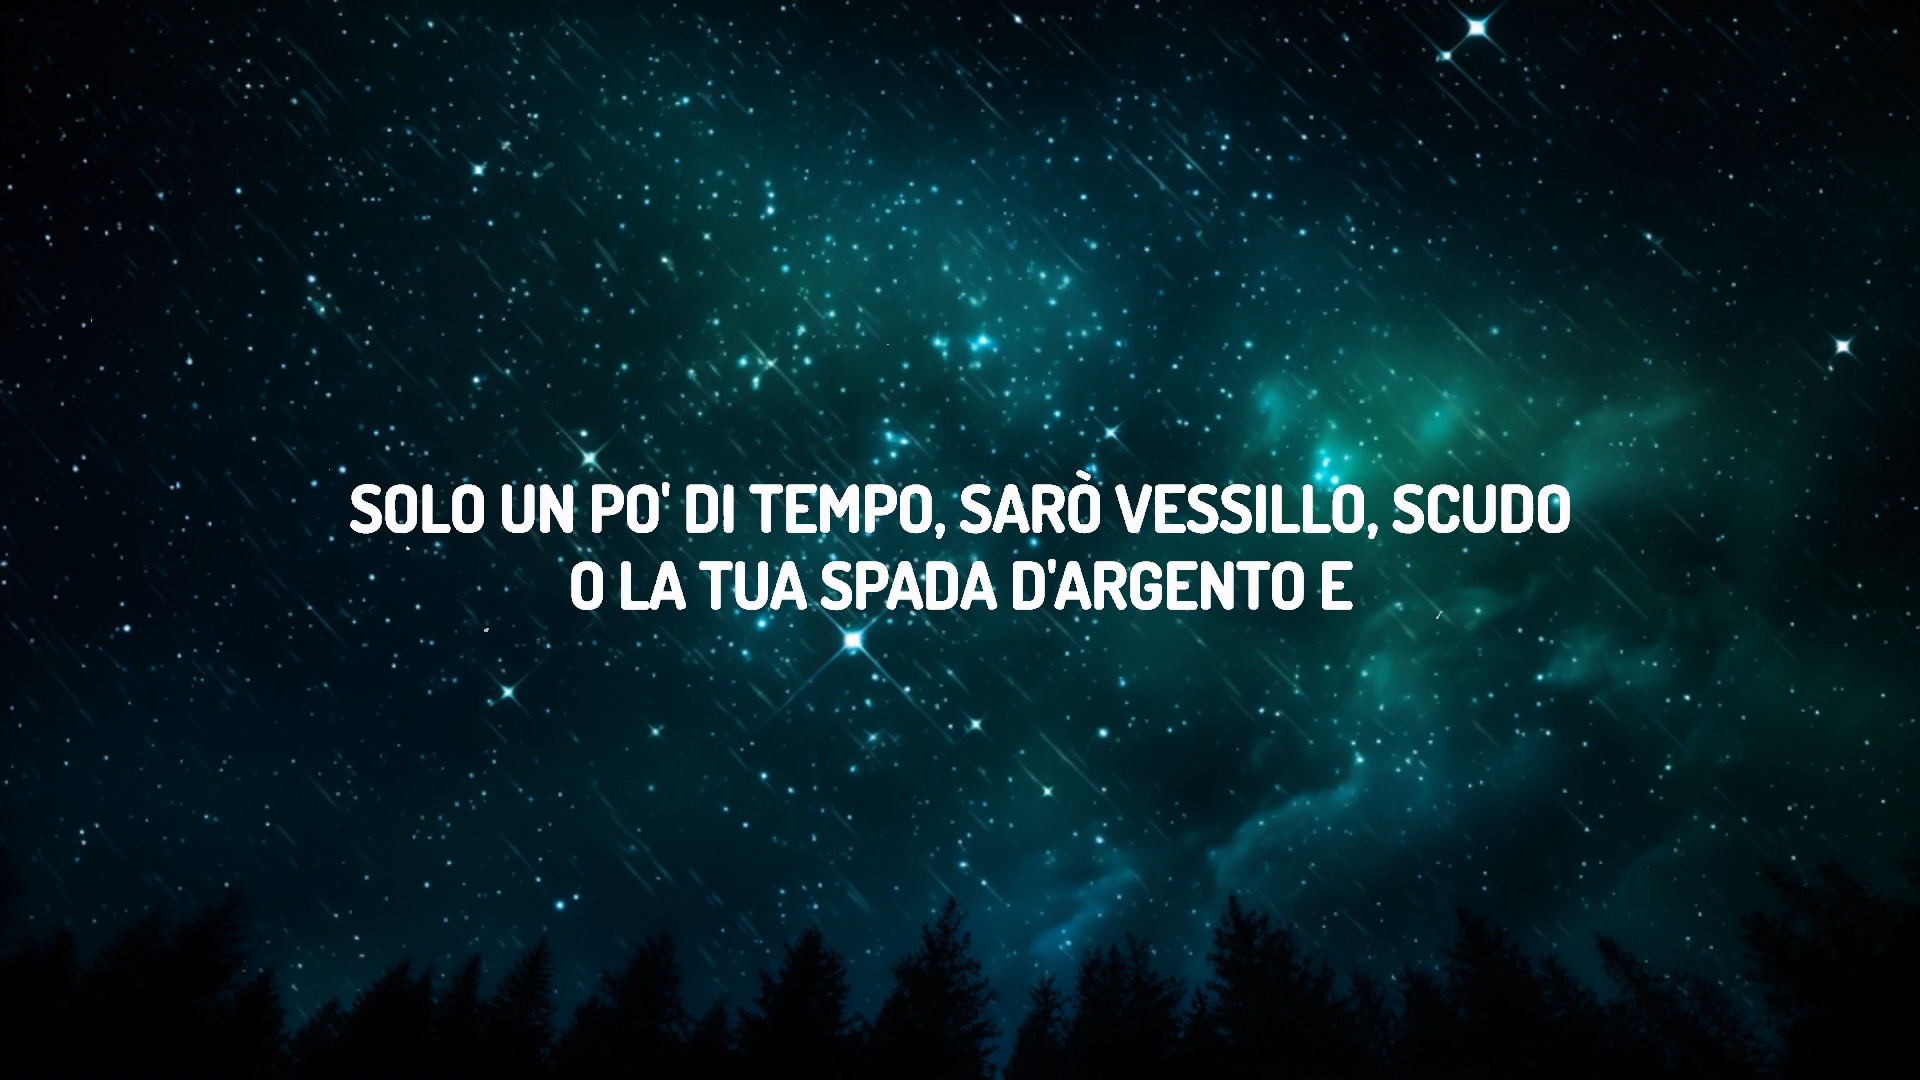 SOLO UN PO' DI TEMPO, SARÒ VESSILLO, SCUDO
O LA TUA SPADA D'ARGENTO E